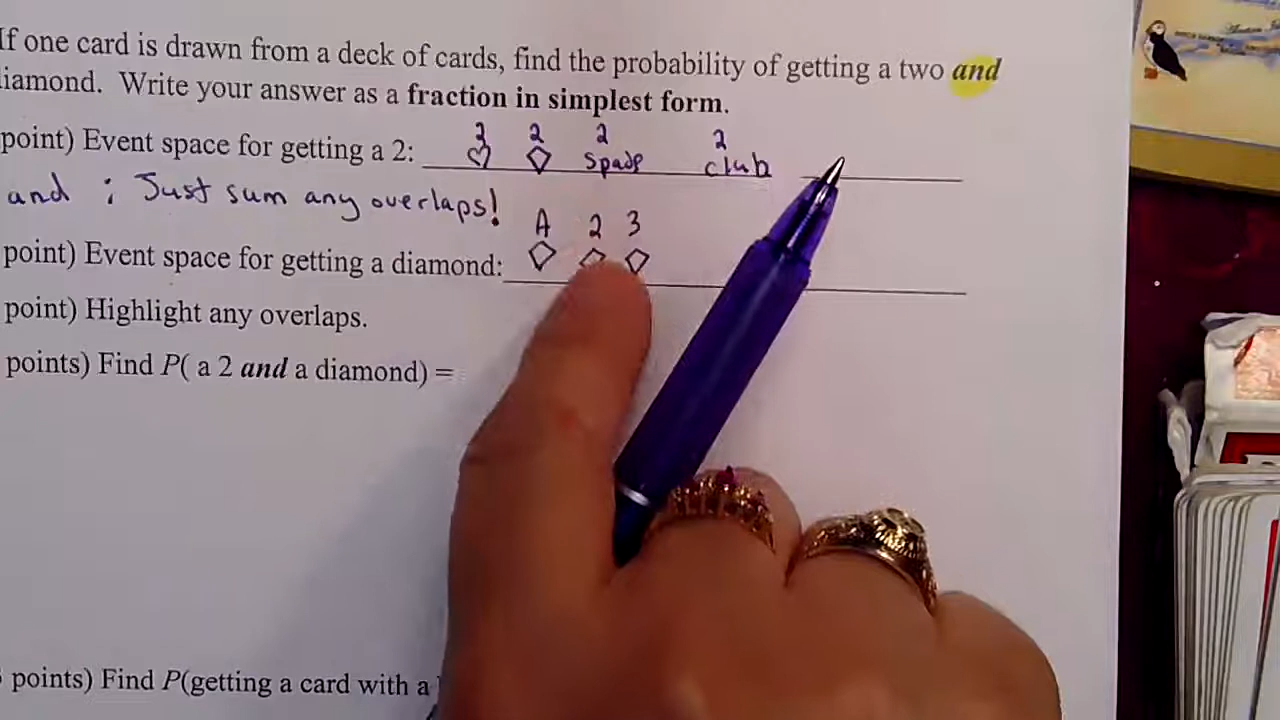 If one card is drawn from a deck of cards, find the probability of getting a two and
iamond. Write your answer as a fraction in simplest form.
2 2 2 2
point) Event space for getting a 2: ♡ ◇ spade club
and ; Just sum any overlaps!
A 2 3
point) Event space for getting a diamond: ◇ ◇ ◇
point) Highlight any overlaps.
points) Find P( a 2 and a diamond) =
points) Find P(getting a card with a